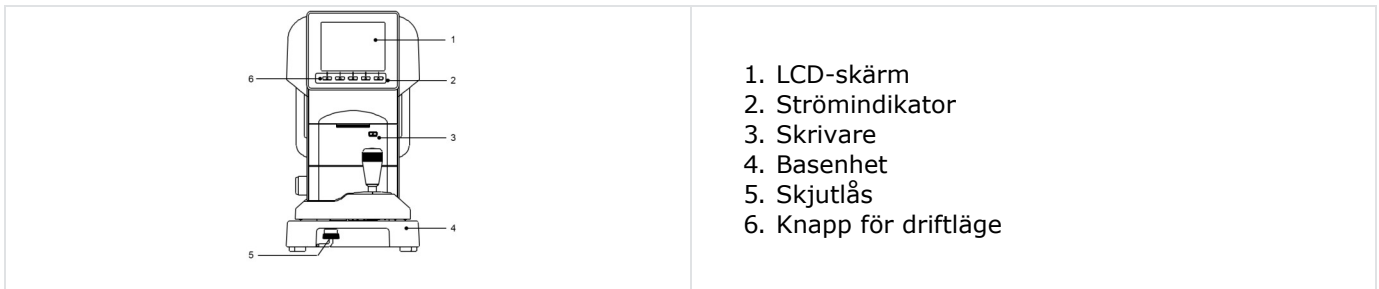 1
6
2
3
4
5
1. LCD-skärm
2. Strömindikator
3. Skrivare
4. Basenhet
5. Skjutlås
6. Knapp för driftläge